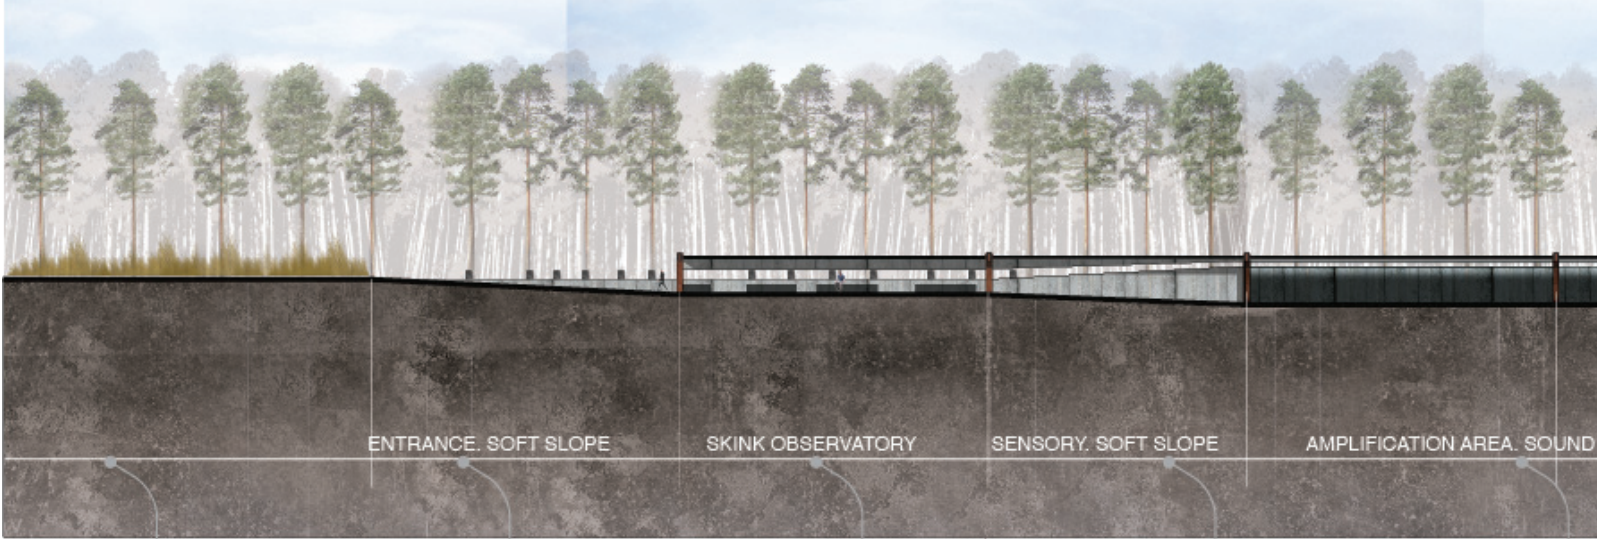 ENTRANCE. SOFT SLOPE
SKINK OBSERVATORY
SENSORY. SOFT SLOPE
AMPLIFICATION AREA. SOUND